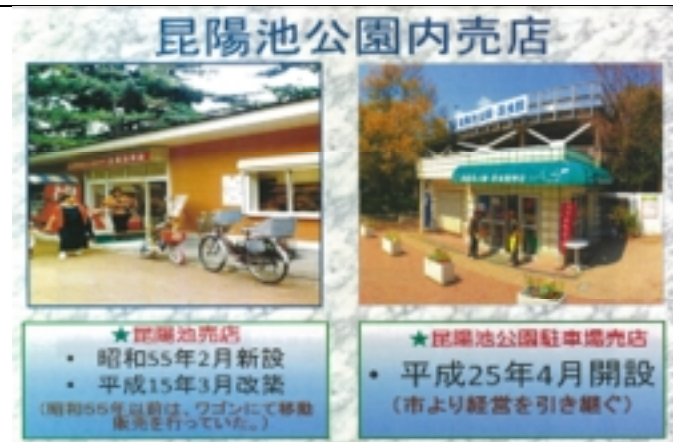 昆陽池公園内売店
★昆陽池売店
• 昭和55年2月新設
• 平成15年3月改築
(昭和55年以前は、ワゴンにて移動
販売を行っていた。)
★昆陽池公園駐車場売店
• 平成25年4月開設
(市より経営を引き継ぐ)